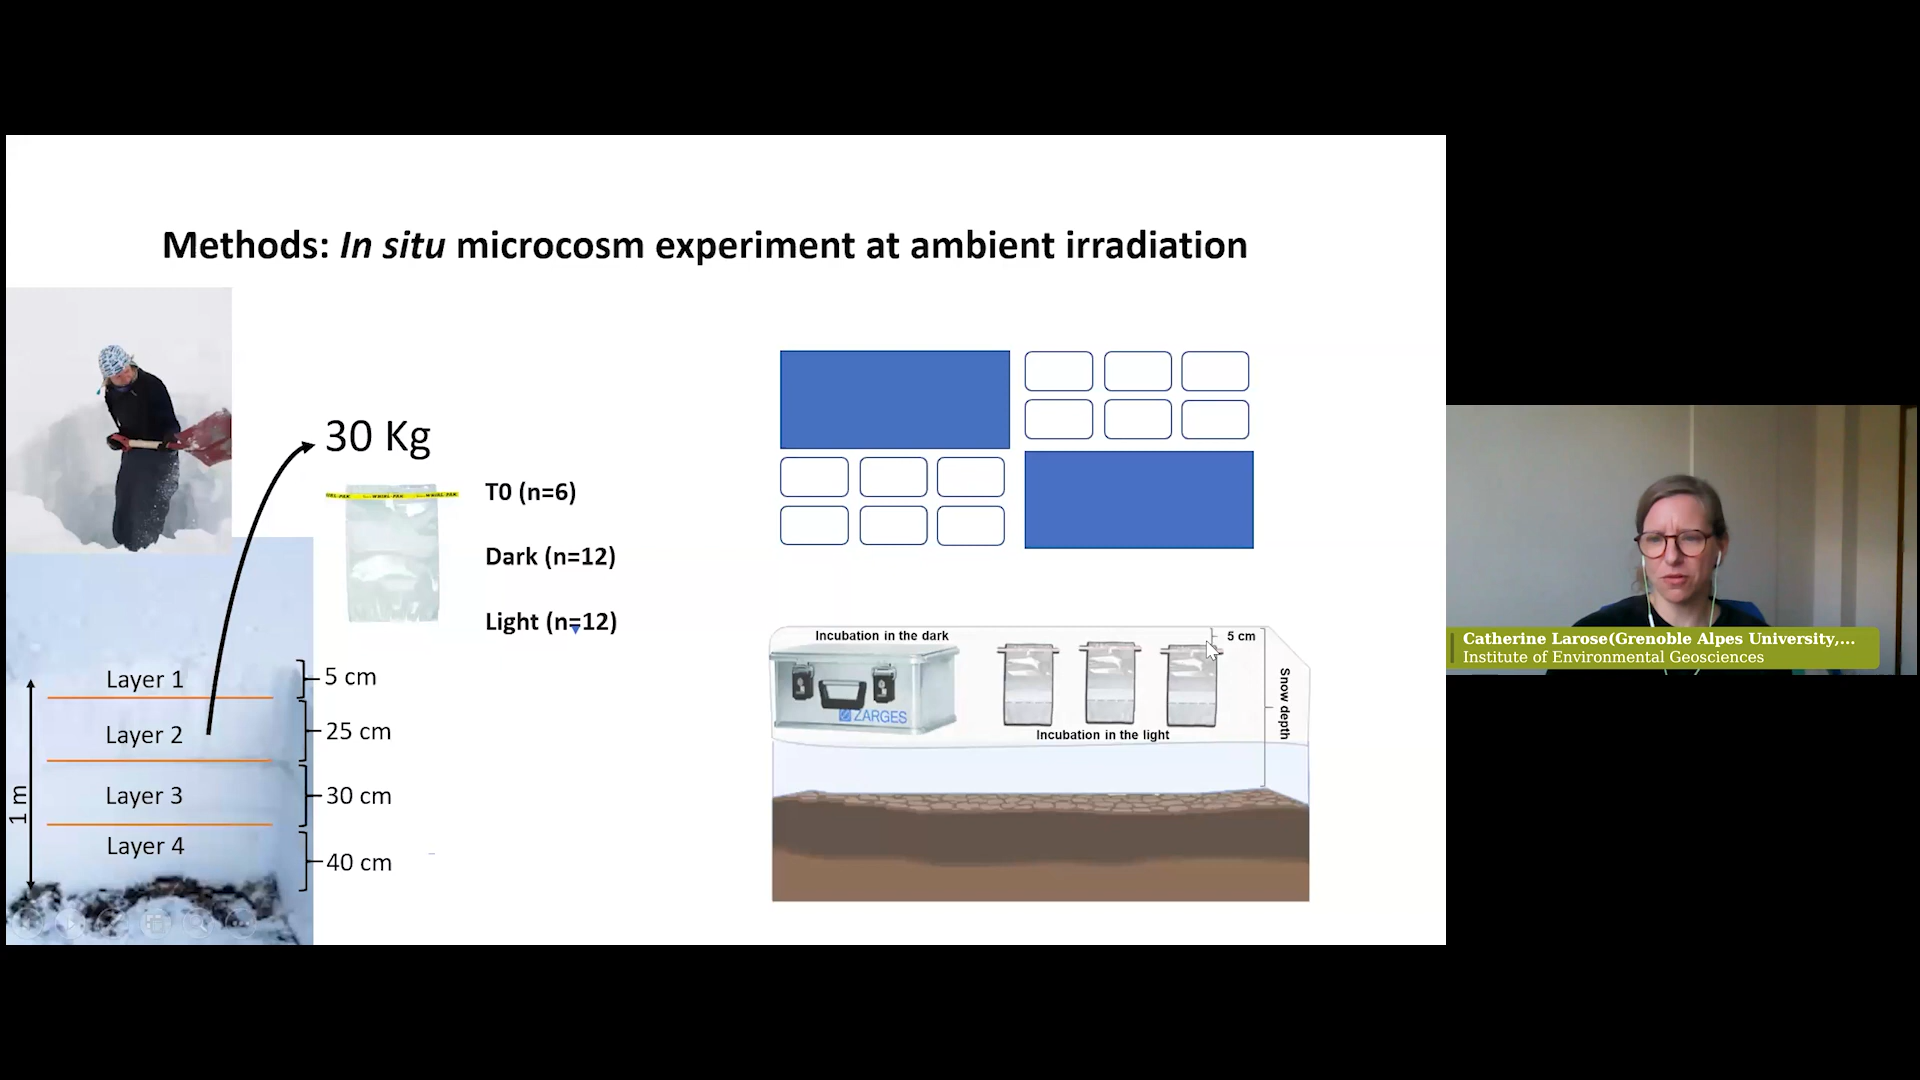 Methods: In situ microcosm experiment at ambient irradiation
30 Kg
WHIRL-PAK
T0 (n=6)
Dark (n=12)
Light (n=12)
Layer 1
5 cm
Layer 2
25 cm
Layer 3
30 cm
Layer 4
40 cm
1 m
Incubation in the dark
5 cm
ZARGES
Incubation in the light
Snow depth
Catherine Larose(Grenoble Alpes University,...
Institute of Environmental Geosciences